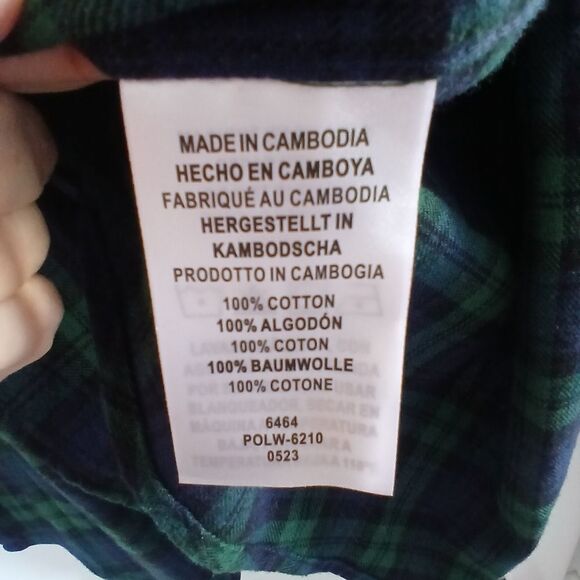 MADE IN CAMBODIA
HECHO EN CAMBOYA
FABRIQUÉ AU CAMBODIA
HERGESTELLT IN
KAMBODSCHA
PRODOTTO IN CAMBOGIA
100% COTTON
100% ALGODÓN
100% COTON
100% BAUMWOLLE
100% COTONE
6464
POLW-6210
0523